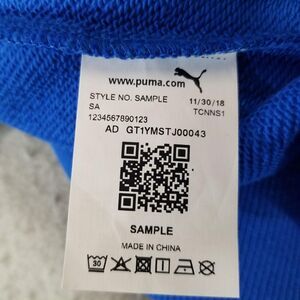 www.puma.com
STYLE NO. SAMPLE 11/30/18
SA TCNNS1
1234567890123
AD GT1YMSTJ00043
SAMPLE
MADE IN CHINA
30